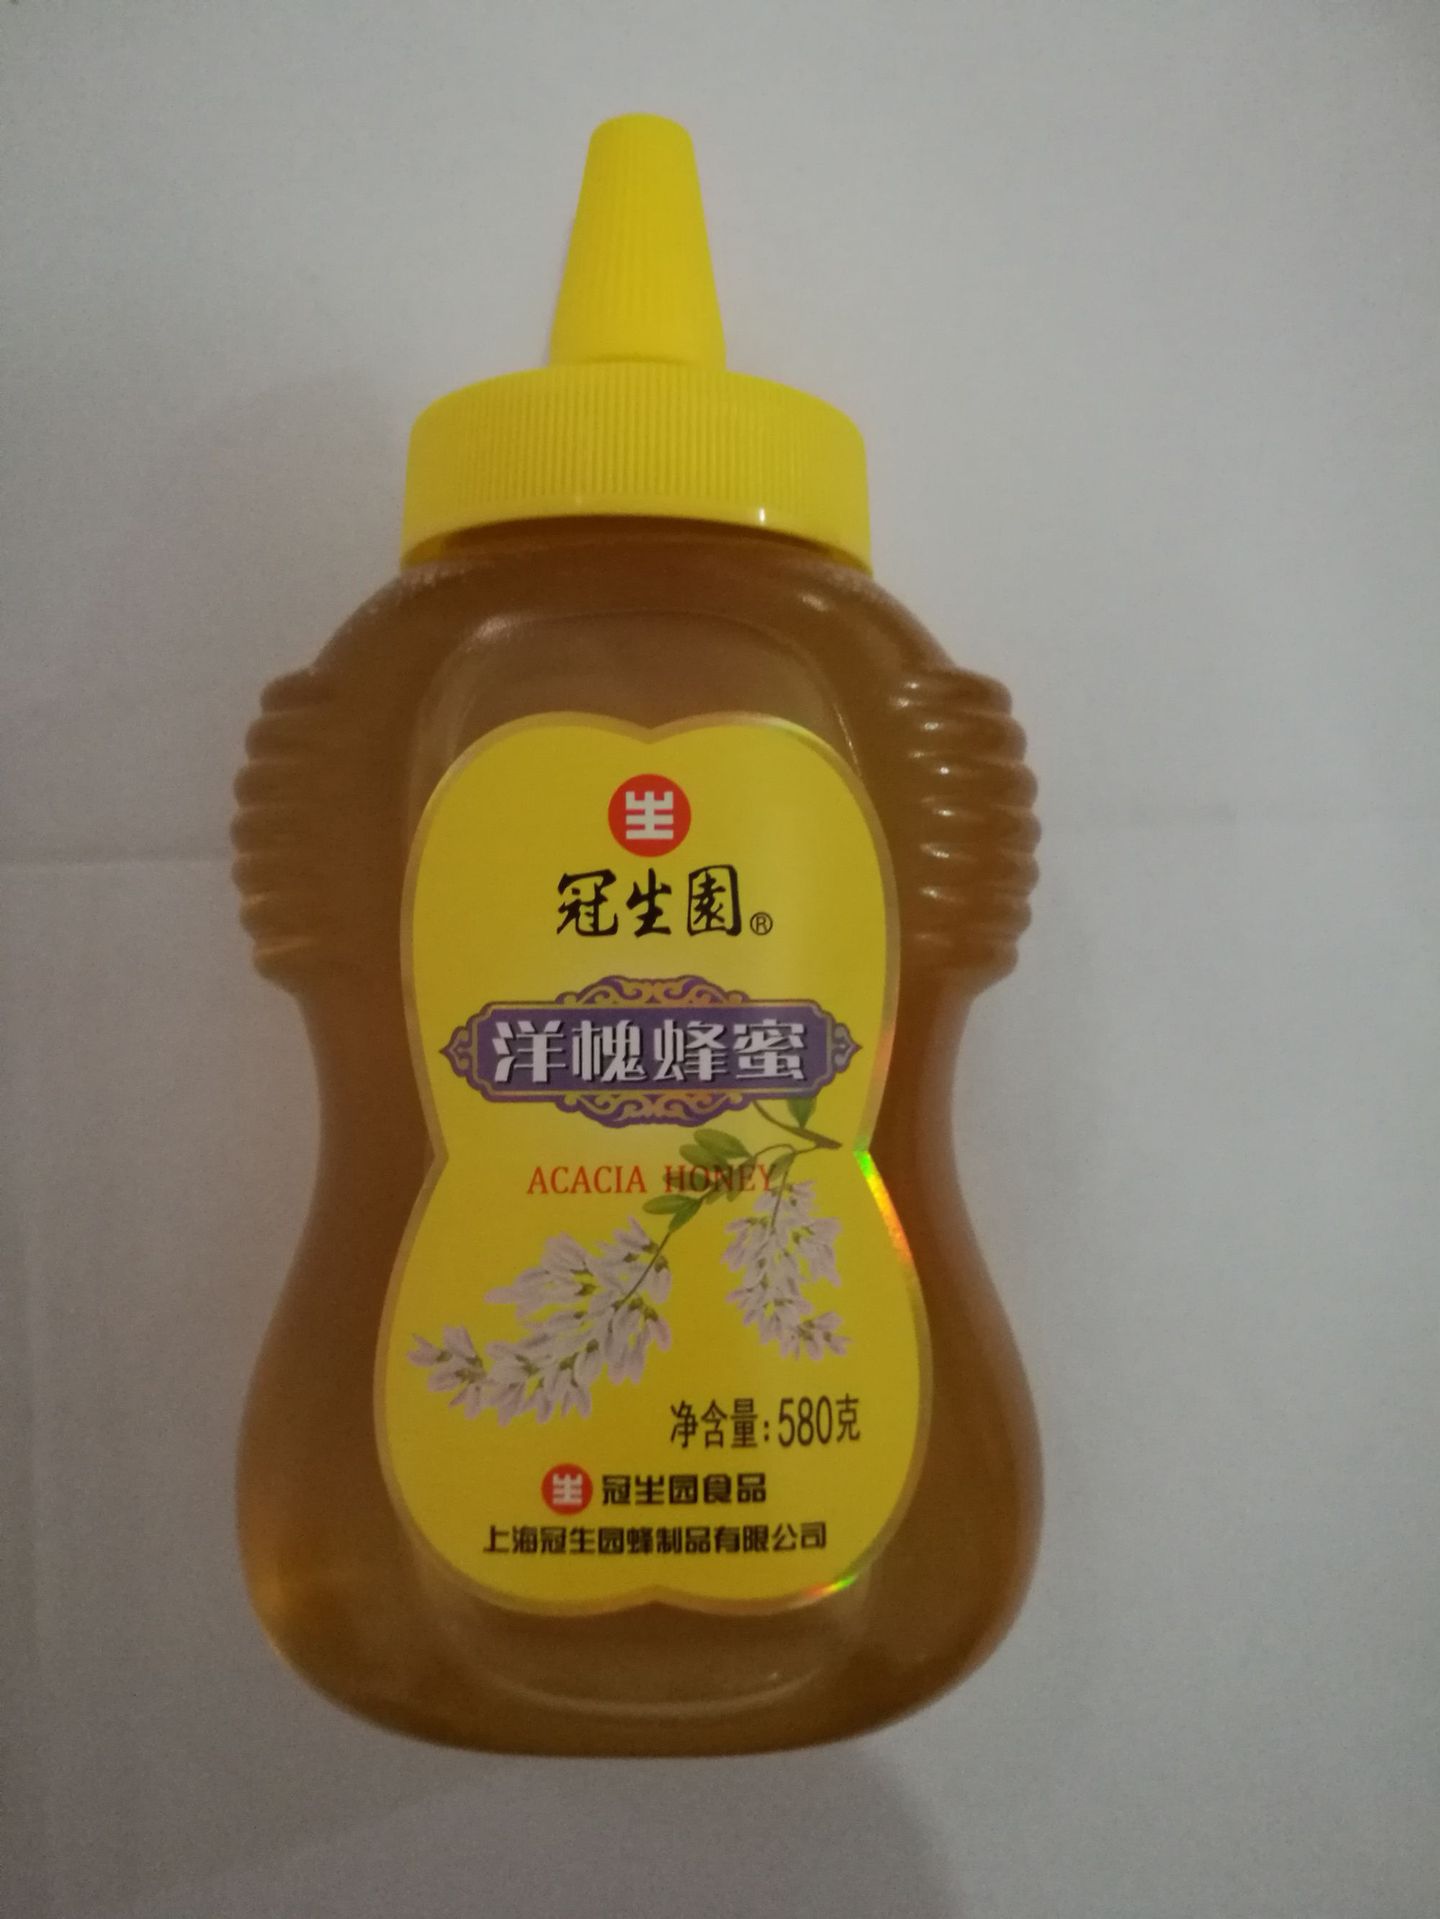 生
冠生園®
洋槐蜂蜜
ACACIA HONEY
净含量:580克
生 冠生园食品
上海冠生园蜂制品有限公司